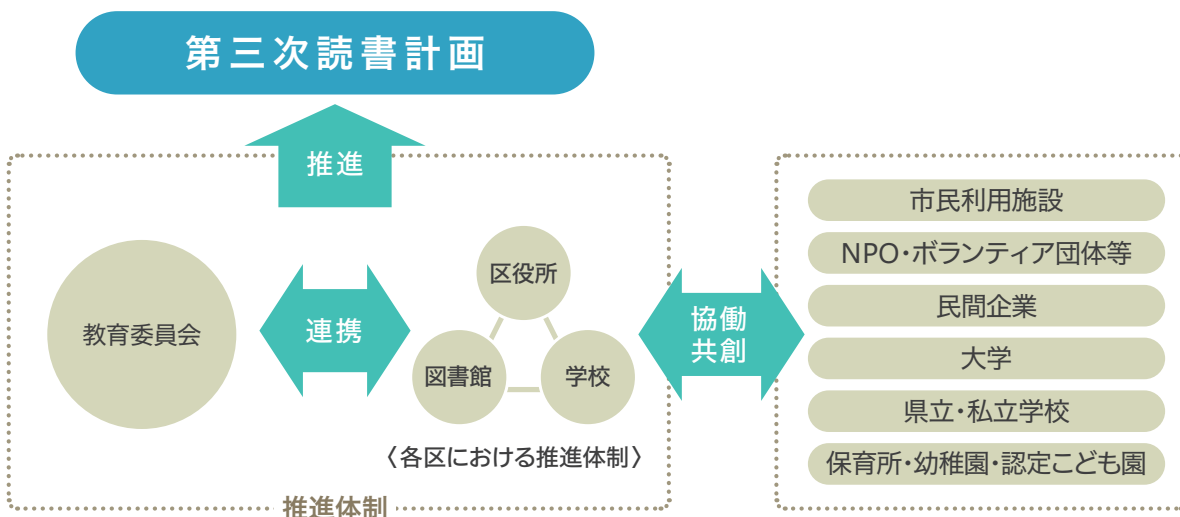 第三次読書計画
推進
教育委員会
連携
区役所
図書館
学校
〈各区における推進体制〉
推進体制
協働
共創
市民利用施設
NPO・ボランティア団体等
民間企業
大学
県立・私立学校
保育所・幼稚園・認定こども園